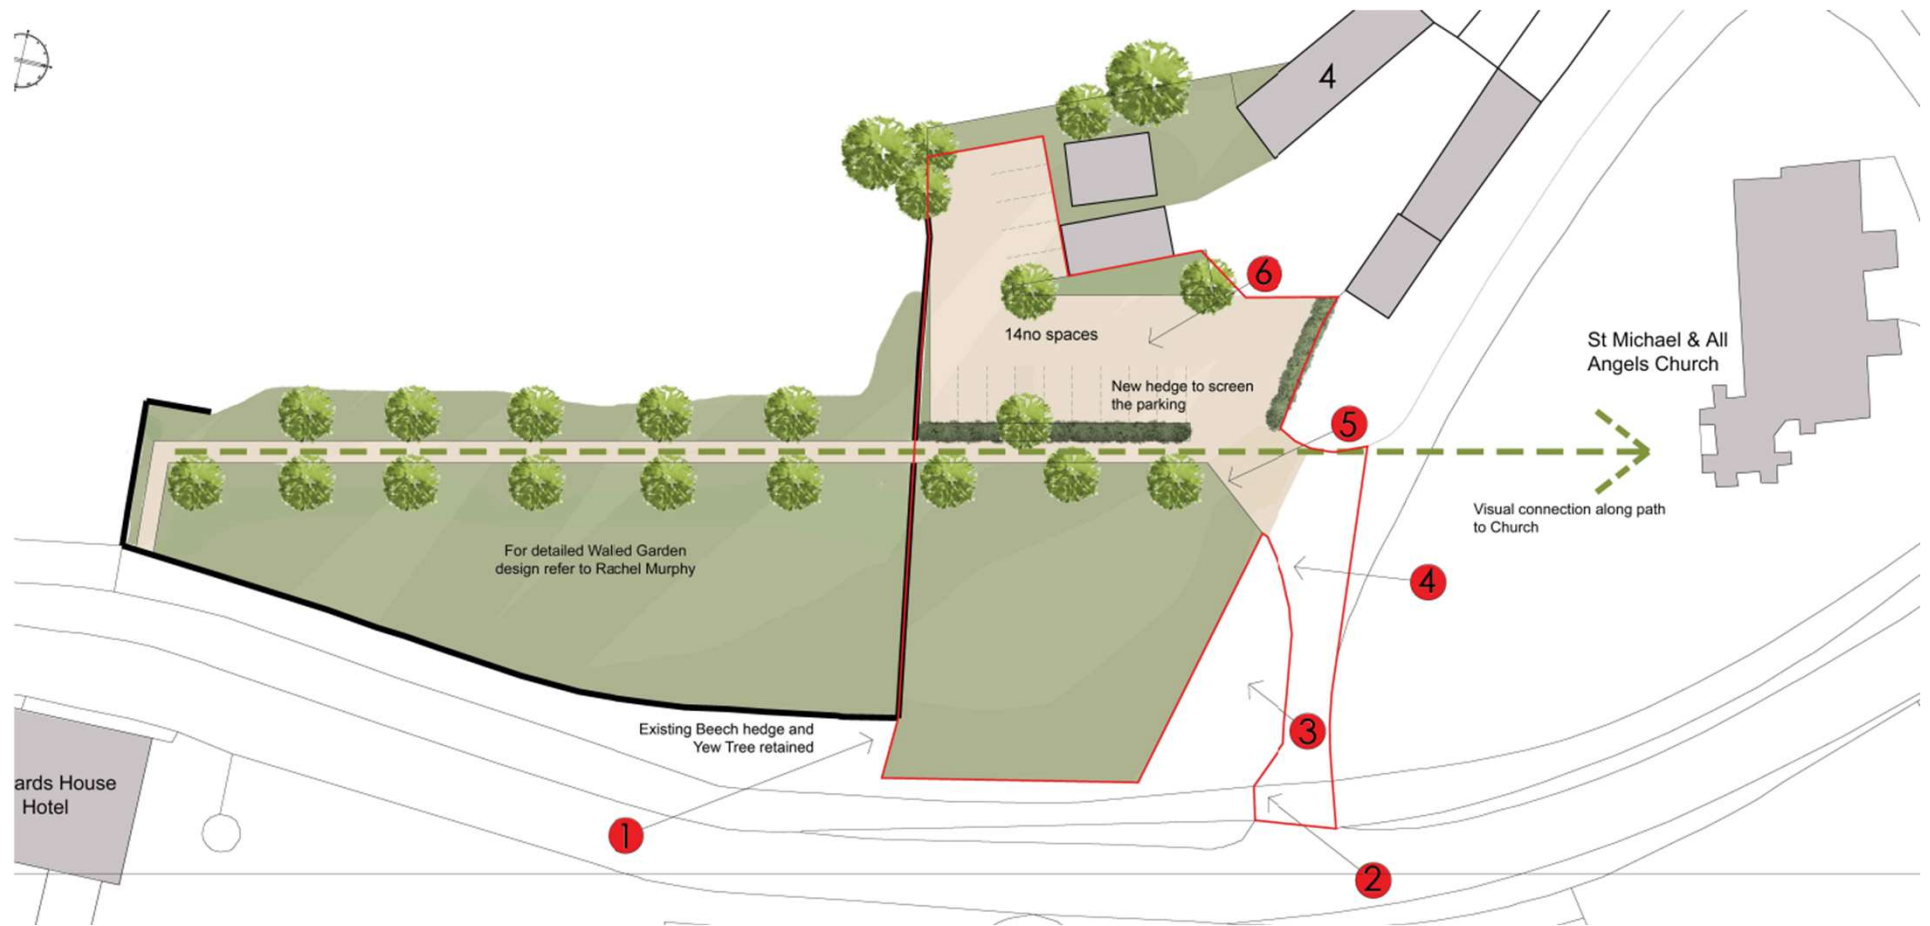 4
6
14no spaces
New hedge to screen
the parking
5
St Michael & All
Angels Church
Visual connection along path
to Church
For detailed Walled Garden
design refer to Rachel Murphy
4
Existing Beech hedge and
Yew Tree retained
3
ards House
Hotel
1
2